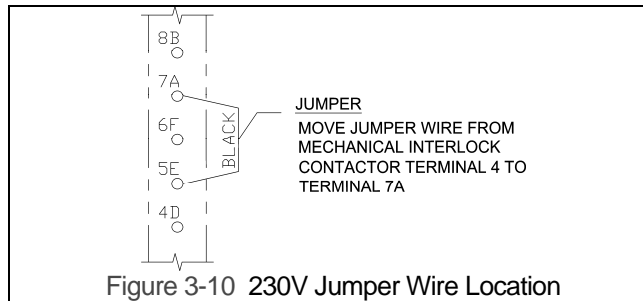 8B
7A
6F
5E
4D
BLACK
JUMPER
MOVE JUMPER WIRE FROM
MECHANICAL INTERLOCK
CONTACTOR TERMINAL 4 TO
TERMINAL 7A
Figure 3-10 230V Jumper Wire Location